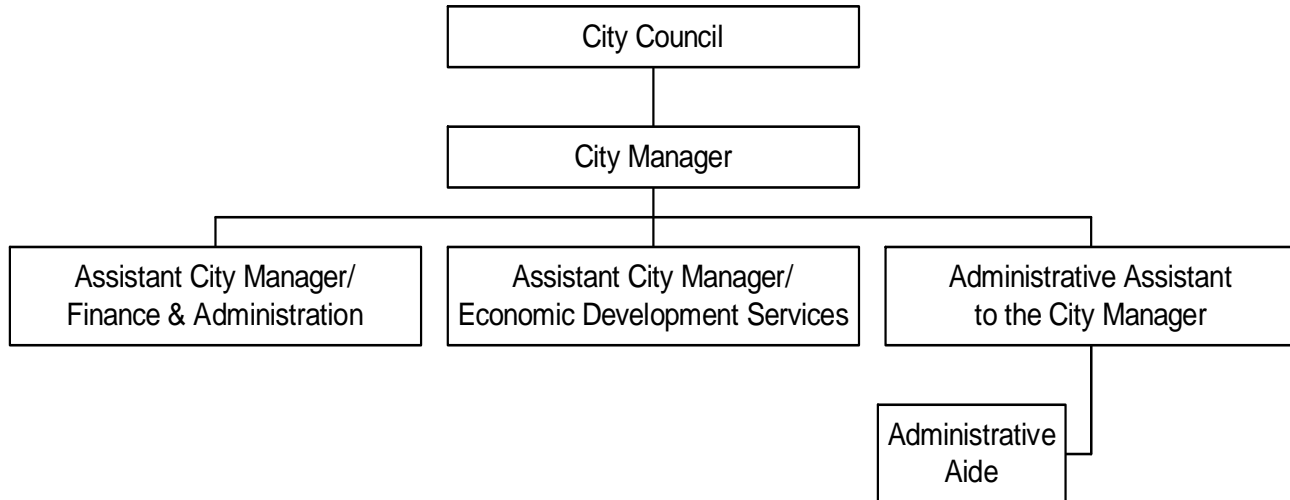 City Council
City Manager
Assistant City Manager/
Finance & Administration
Assistant City Manager/
Economic Development Services
Administrative Assistant
to the City Manager
Administrative
Aide